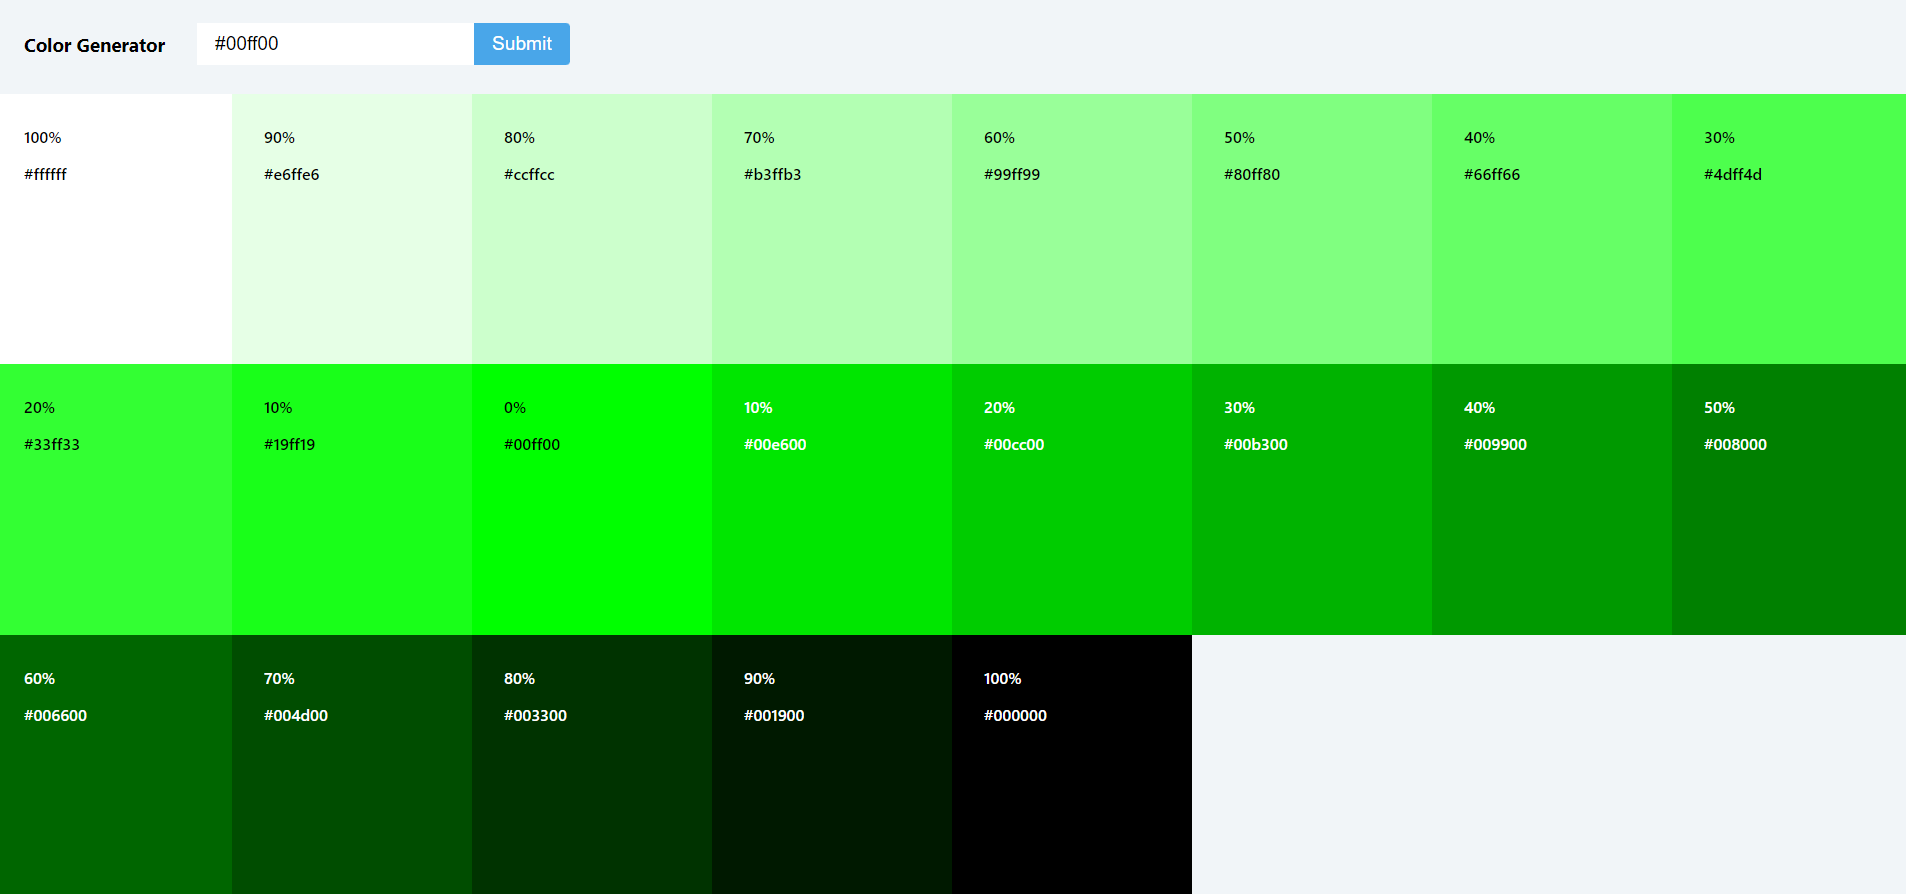 Color Generator
#00ff00
Submit
100%
#ffffff
90%
#e6ffe6
80%
#ccffcc
70%
#b3ffb3
60%
#99ff99
50%
#80ff80
40%
#66ff66
30%
#4dff4d
20%
#33ff33
10%
#19ff19
0%
#00ff00
10%
#00e600
20%
#00cc00
30%
#00b300
40%
#009900
50%
#008000
60%
#006600
70%
#004d00
80%
#003300
90%
#001900
100%
#000000